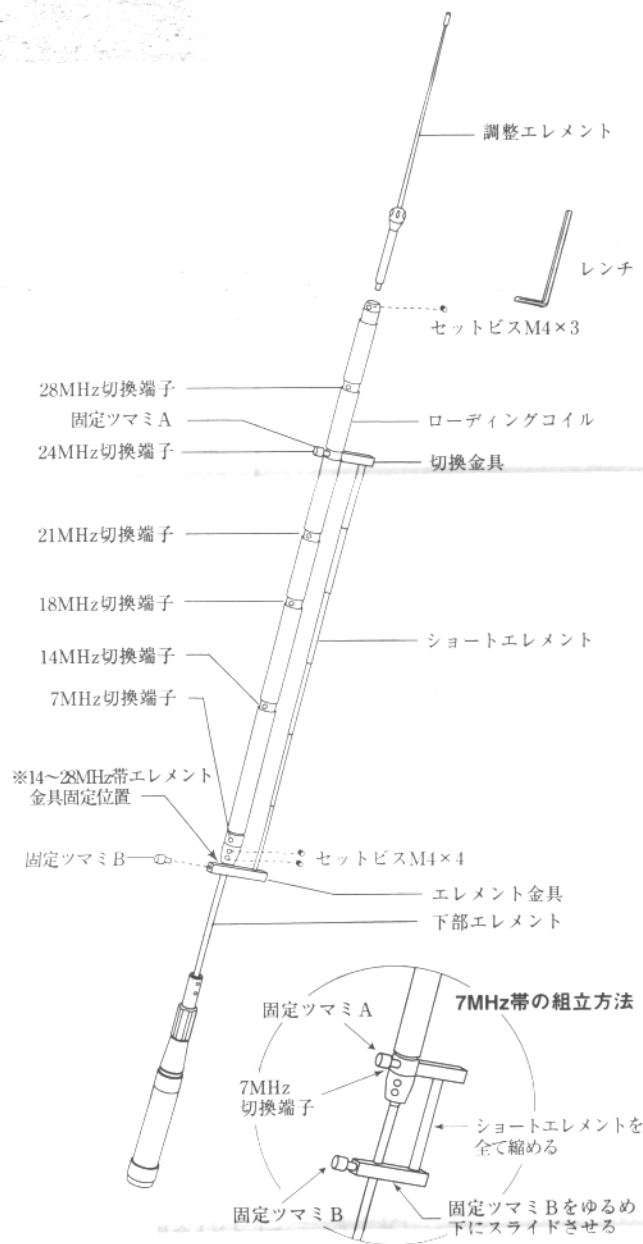 調整エレメント
レンチ
セットビスM4×3
28MHz切換端子
ローディングコイル
固定ツマミA
24MHz切換端子
切換金具
21MHz切換端子
18MHz切換端子
ショートエレメント
14MHz切換端子
7MHz切換端子
※14〜28MHz帯エレメント
金具固定位置
固定ツマミB
セットビスM4×4
エレメント金具
下部エレメント
7MHz帯の組立方法
固定ツマミA
7MHz
切換端子
ショートエレメントを
全て縮める
固定ツマミB
固定ツマミBをゆるめ
下にスライドさせる